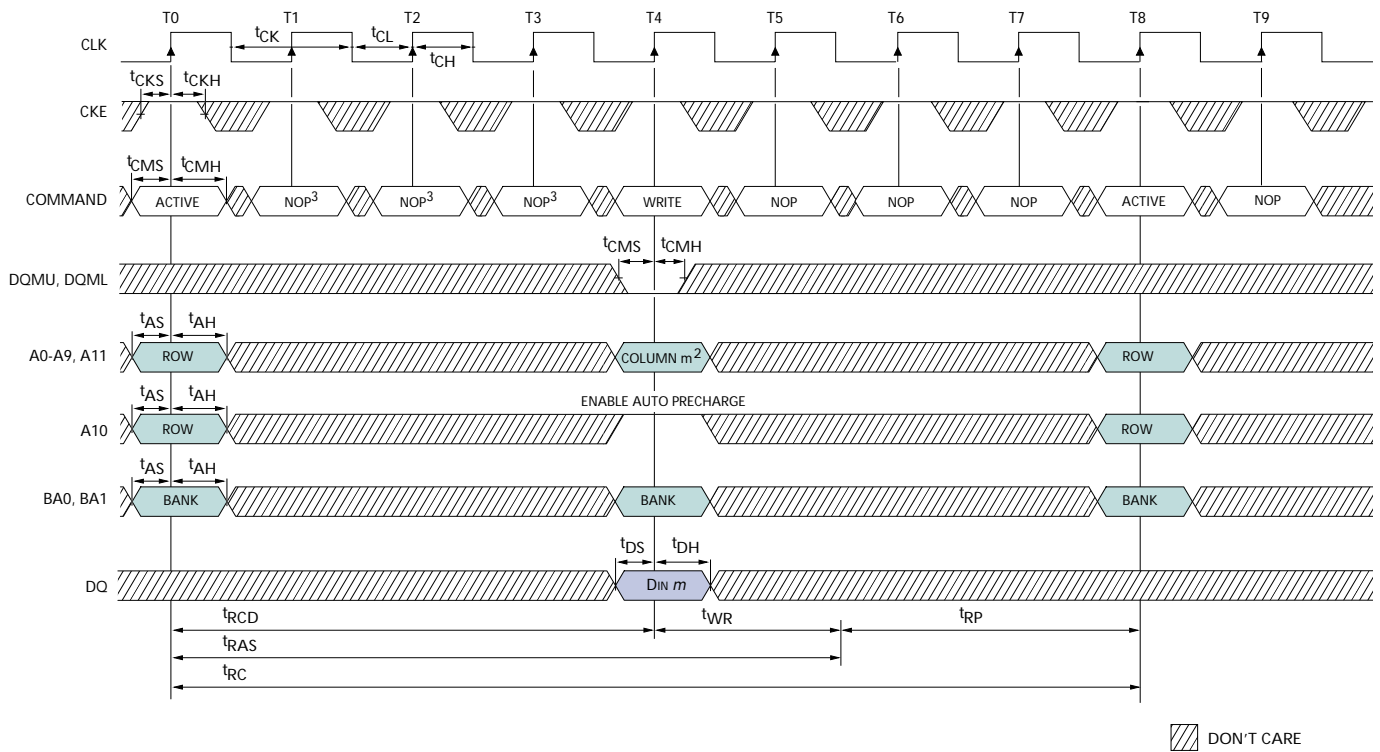 T0 T1 T2 T3 T4 T5 T6 T7 T8 T9
CLK tCK tCL tCH
tCKS tCKH
CKE
tCMS tCMH
COMMAND ACTIVE NOP3 NOP3 NOP3 WRITE NOP NOP NOP ACTIVE NOP
tCMS tCMH
DQMU, DQML
tAS tAH
A0-A9, A11 ROW COLUMN m2 ROW
tAS tAH ENABLE AUTO PRECHARGE
A10 ROW ROW
tAS tAH
BA0, BA1 BANK BANK BANK
tDS tDH
DQ DIN m
tRCD tWR tRP
tRAS
tRC
DON'T CARE